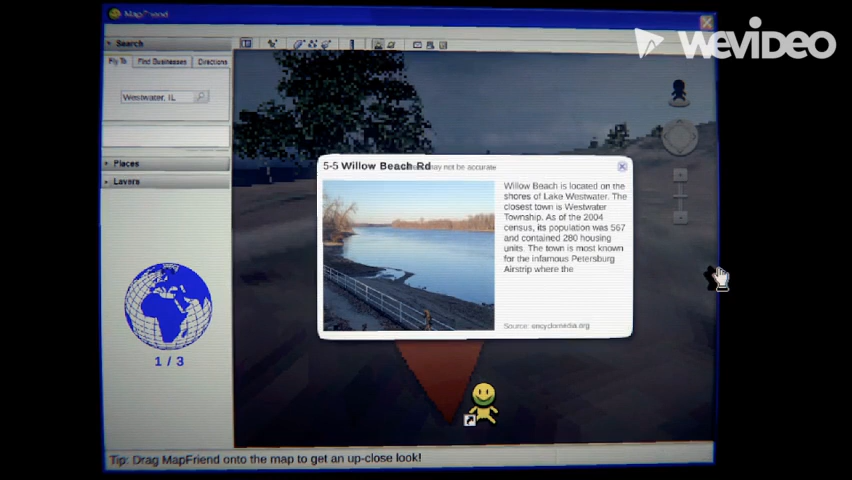 MapFriend
WEVIDEO
Search
Fly To Find Businesses Directions
Westwater, IL
Places
Layers
1 / 3
5-5 Willow Beach Rd
may not be accurate
Willow Beach is located on the
shores of Lake Westwater. The
closest town is Westwater
Township. As of the 2004
census, its population was 567
and contained 280 housing
units. The town is most known
for the infamous Petersburg
Airstrip where the
Source: encyclomedia.org
Tip: Drag MapFriend onto the map to get an up-close look!